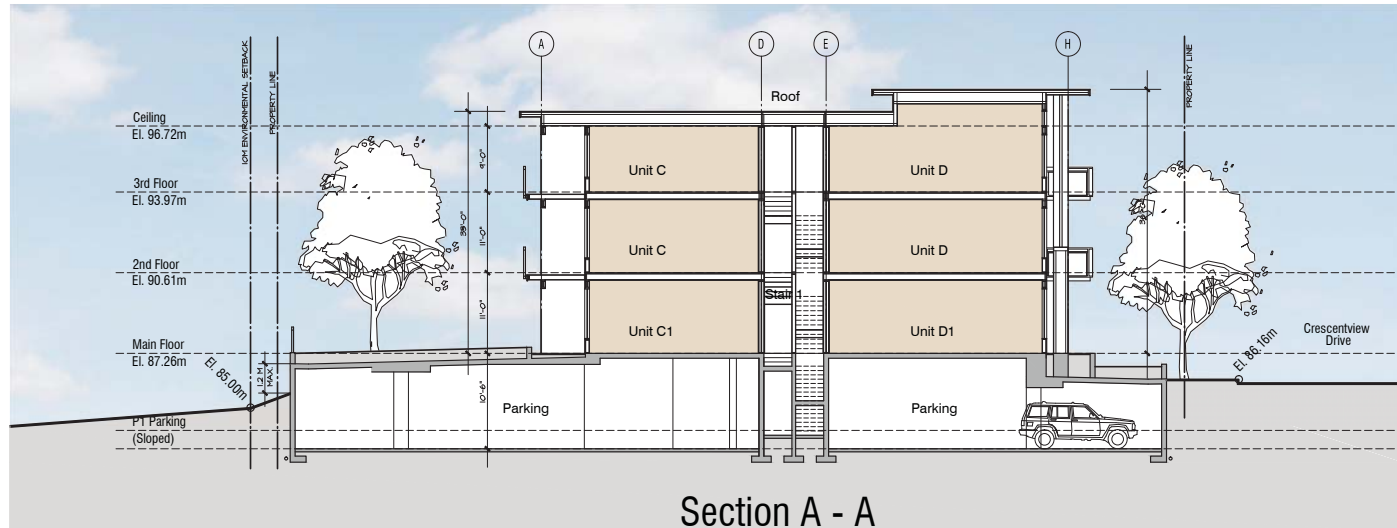 A
D
E
H
10M ENVIRONMENTAL SETBACK
PROPERTY LINE
PROPERTY LINE
Roof
Ceiling
El. 96.72m
9'-0"
Unit C
Unit D
3rd Floor
El. 93.97m
11'-0"
Unit C
Unit D
2nd Floor
El. 90.61m
Stair 1
11'-0"
Unit C1
Unit D1
Main Floor
El. 87.26m
El. 85.00m
1.2 M
MAX.
El. 86.16m
Crescentview
Drive
10'-6"
Parking
Parking
P1 Parking
(Sloped)
Section A - A